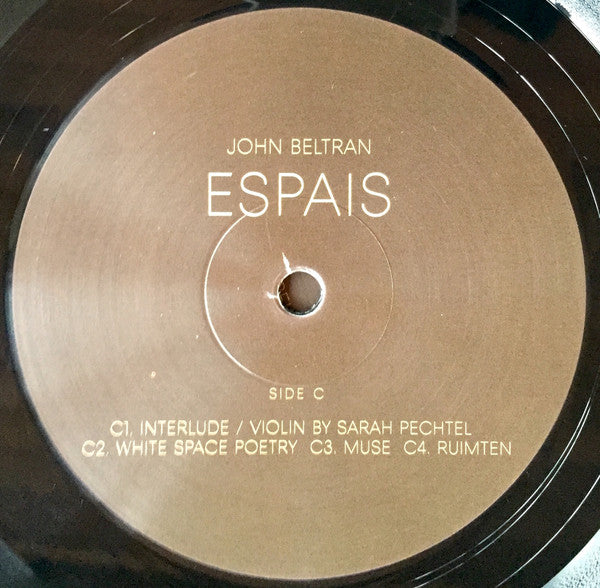 JOHN BELTRAN
ESPAIS
SIDE C
C1. INTERLUDE / VIOLIN BY SARAH PECHTEL
C2. WHITE SPACE POETRY C3. MUSE C4. RUIMTEN